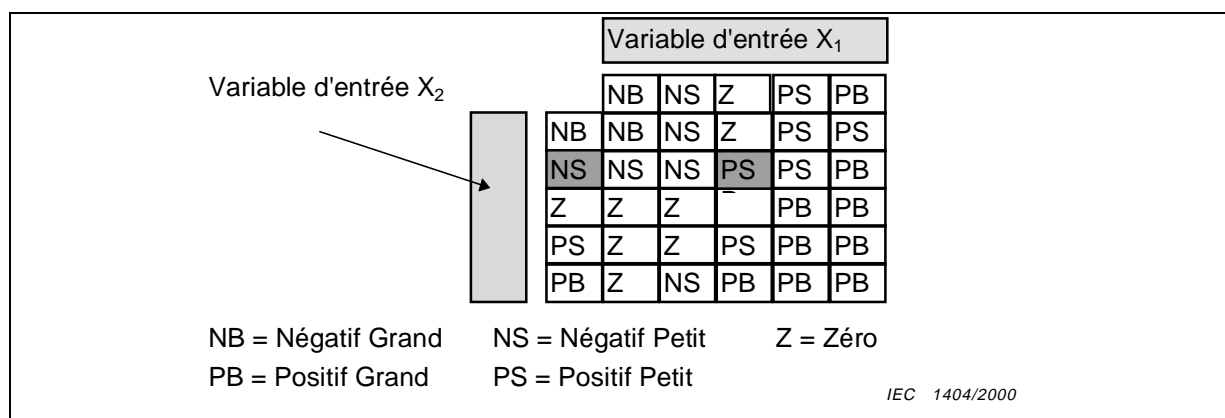 Variable d'entrée X1
Variable d'entrée X2
NB NS Z PS PB
NB NB NS Z PS PS
NS NS NS PS PS PB
Z Z Z PB PB
PS Z Z PS PB PB
PB Z NS PB PB PB
NB = Négatif Grand NS = Négatif Petit Z = Zéro
PB = Positif Grand PS = Positif Petit
IEC 1404/2000